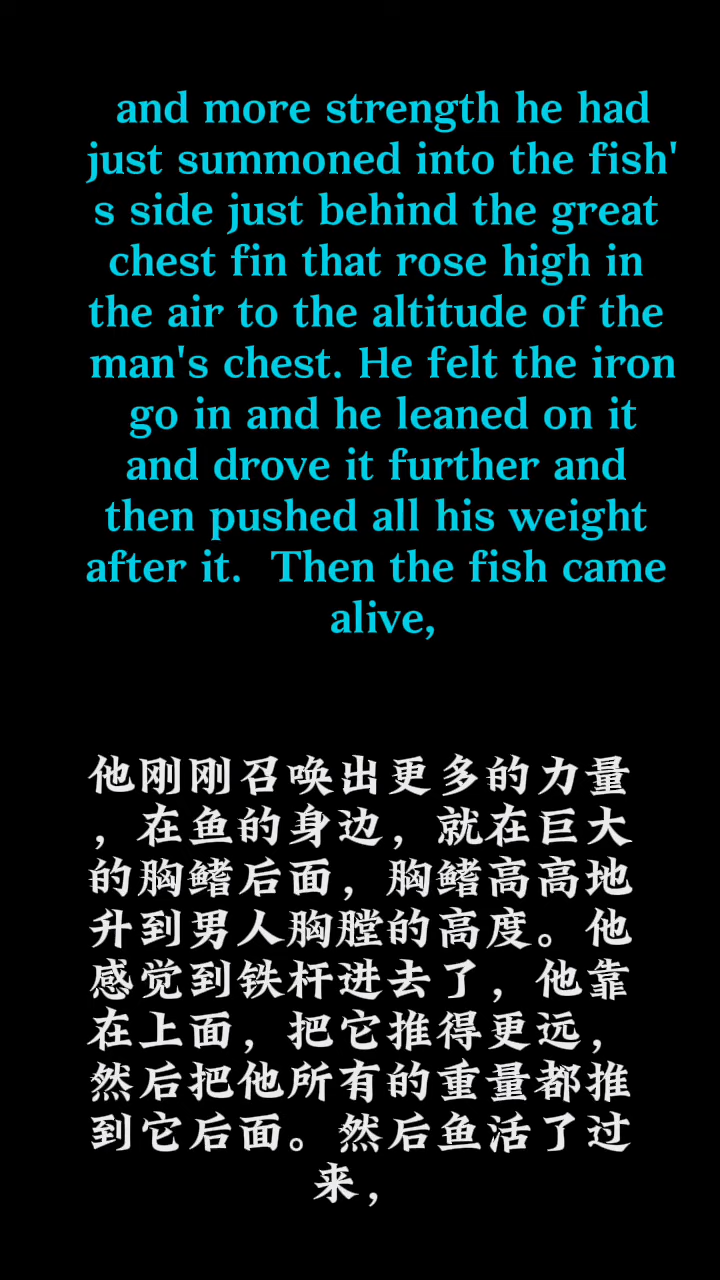 and more strength he had
just summoned into the fish'
s side just behind the great
chest fin that rose high in
the air to the altitude of the
man's chest. He felt the iron
go in and he leaned on it
and drove it further and
then pushed all his weight
after it.  Then the fish came
alive,
他刚刚召唤出更多的力量
，在鱼的身边，就在巨大
的胸鳍后面，胸鳍高高地
升到男人胸膛的高度。他
感觉到铁杆进去了，他靠
在上面，把它推得更远，
然后把他所有的重量都推
到它后面。然后鱼活了过
来，